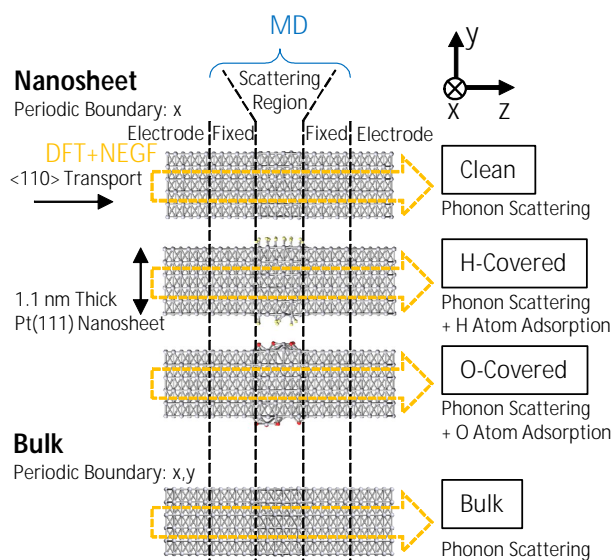 MD
Nanosheet
Periodic Boundary: x
Scattering
Region
y
x
z
Electrode
Fixed
Fixed
Electrode
DFT+NEGF
<110> Transport
Clean
Phonon Scattering
H-Covered
Phonon Scattering
+ H Atom Adsorption
1.1 nm Thick
Pt(111) Nanosheet
O-Covered
Phonon Scattering
+ O Atom Adsorption
Bulk
Periodic Boundary: x,y
Bulk
Phonon Scattering